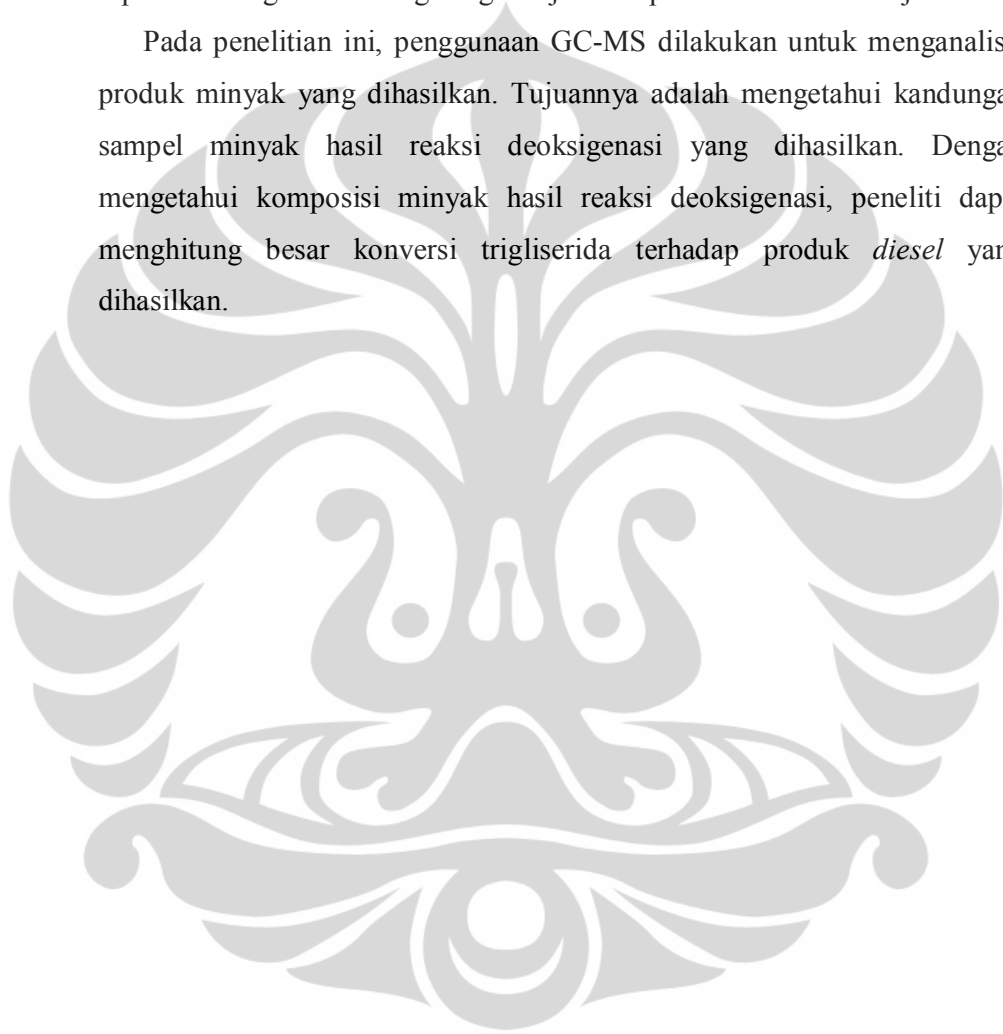 Pada penelitian ini, penggunaan GC-MS dilakukan untuk menganalis
produk minyak yang dihasilkan. Tujuannya adalah mengetahui kandunga
sampel minyak hasil reaksi deoksigenasi yang dihasilkan. Denga
mengetahui komposisi minyak hasil reaksi deoksigenasi, peneliti dap
menghitung besar konversi trigliserida terhadap produk diesel yan
dihasilkan.